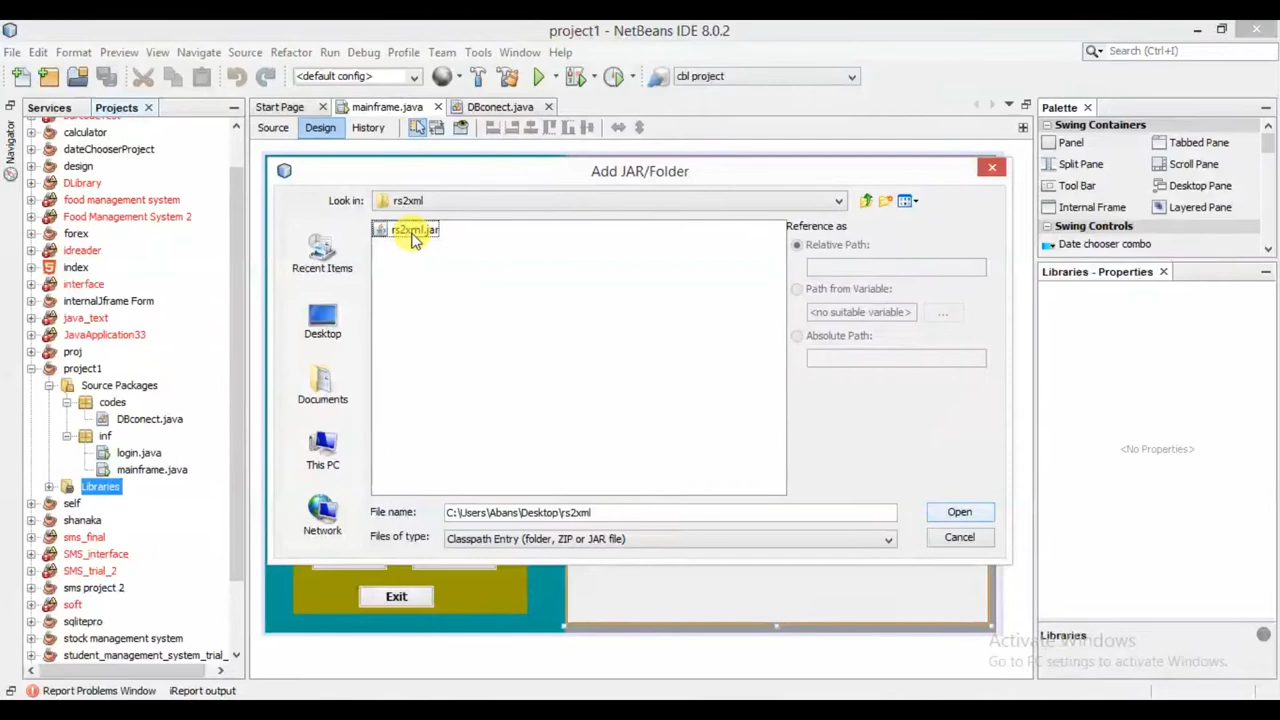 project1 - NetBeans IDE 8.0.2
File Edit Format Preview View Navigate Source Refactor Run Debug Profile Team Tools Window Help
Search (Ctrl+I)
<default config>
cbl project
Services Projects
Start Page mainframe.java DBconect.java
Palette
Navigator
Source Design History
Swing Containers
Panel Tabbed Pane
Split Pane Scroll Pane
Tool Bar Desktop Pane
Internal Frame Layered Pane
Swing Controls
Date chooser combo
Libraries - Properties
<No Properties>
Libraries
calculator
dateChooserProject
design
DLibrary
food management system
Food Management System 2
forex
idreader
index
interface
internalJframe Form
java_text
JavaApplication33
proj
project1
Source Packages
codes
DBconect.java
inf
login.java
mainframe.java
Libraries
self
shanaka
sms_final
SMS_interface
SMS_trial_2
sms project 2
soft
sqlitepro
stock management system
student_management_system_trial_
Add JAR/Folder
Look in: rs2xml
rs2xml.jar
Recent Items
Desktop
Documents
This PC
Network
Reference as
Relative Path:
Path from Variable:
<no suitable variable> ...
Absolute Path:
File name: C:\Users\Abans\Desktop\rs2xml Open
Files of type: Classpath Entry (folder, ZIP or JAR file) Cancel
Exit
Activate Windows
Go to PC settings to activate Windows.
Report Problems Window iReport output